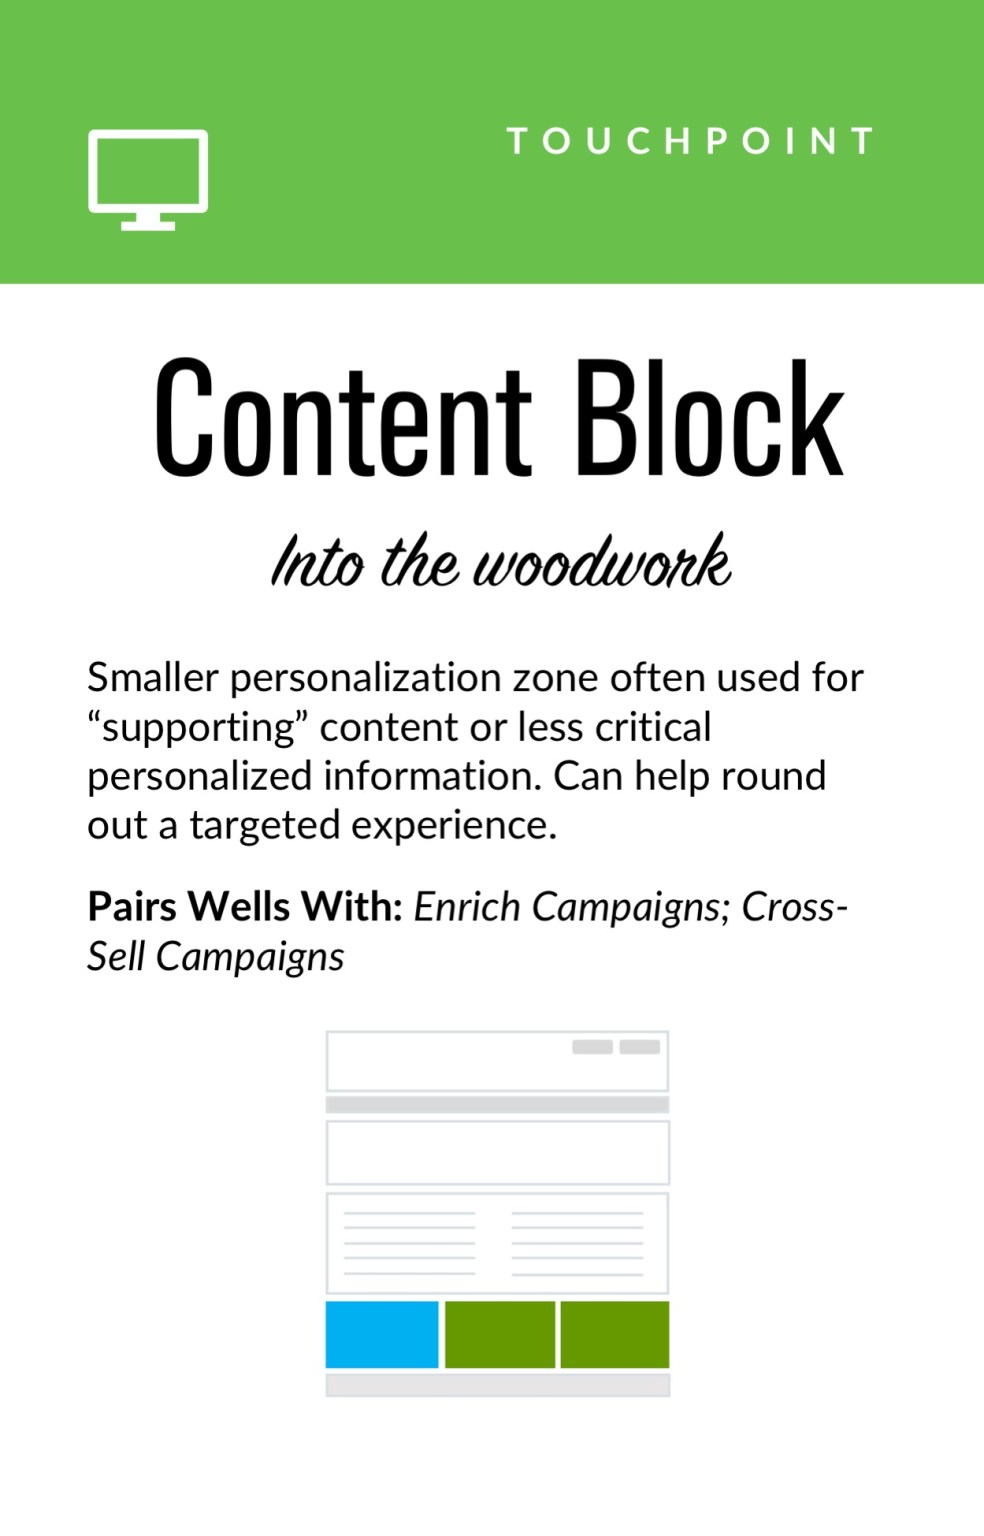 TOUCHPOINT
Content Block
Into the woodwork
Smaller personalization zone often used for
“supporting” content or less critical
personalized information. Can help round
out a targeted experience.
Pairs Wells With: Enrich Campaigns; Cross-
Sell Campaigns